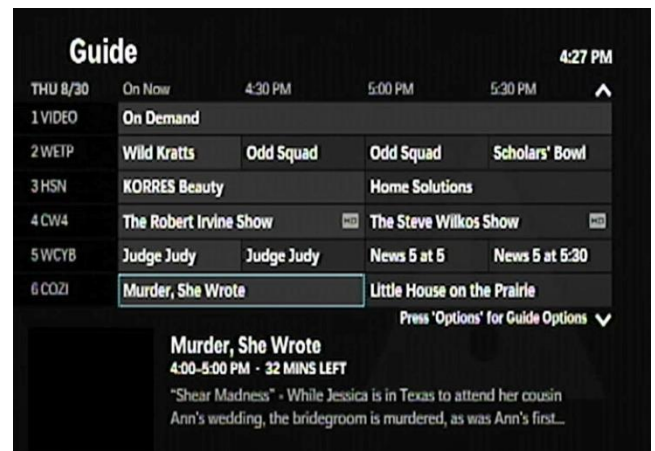 Guide
4:27 PM
THU 8/30 On Now 4:30 PM 5:00 PM 5:30 PM
1 VIDEO On Demand
2 WETP Wild Kratts Odd Squad Odd Squad Scholars' Bowl
3 HSN KORRES Beauty Home Solutions
4 CW4 The Robert Irvine Show HD The Steve Wilkos Show HD
5 WCYB Judge Judy Judge Judy News 5 at 5 News 5 at 5:30
6 COZI Murder, She Wrote Little House on the Prairie
Press 'Options' for Guide Options
Murder, She Wrote
4:00-5:00 PM - 32 MINS LEFT
"Shear Madness" - While Jessica is in Texas to attend her cousin
Ann's wedding, the bridegroom is murdered, as was Ann's first...